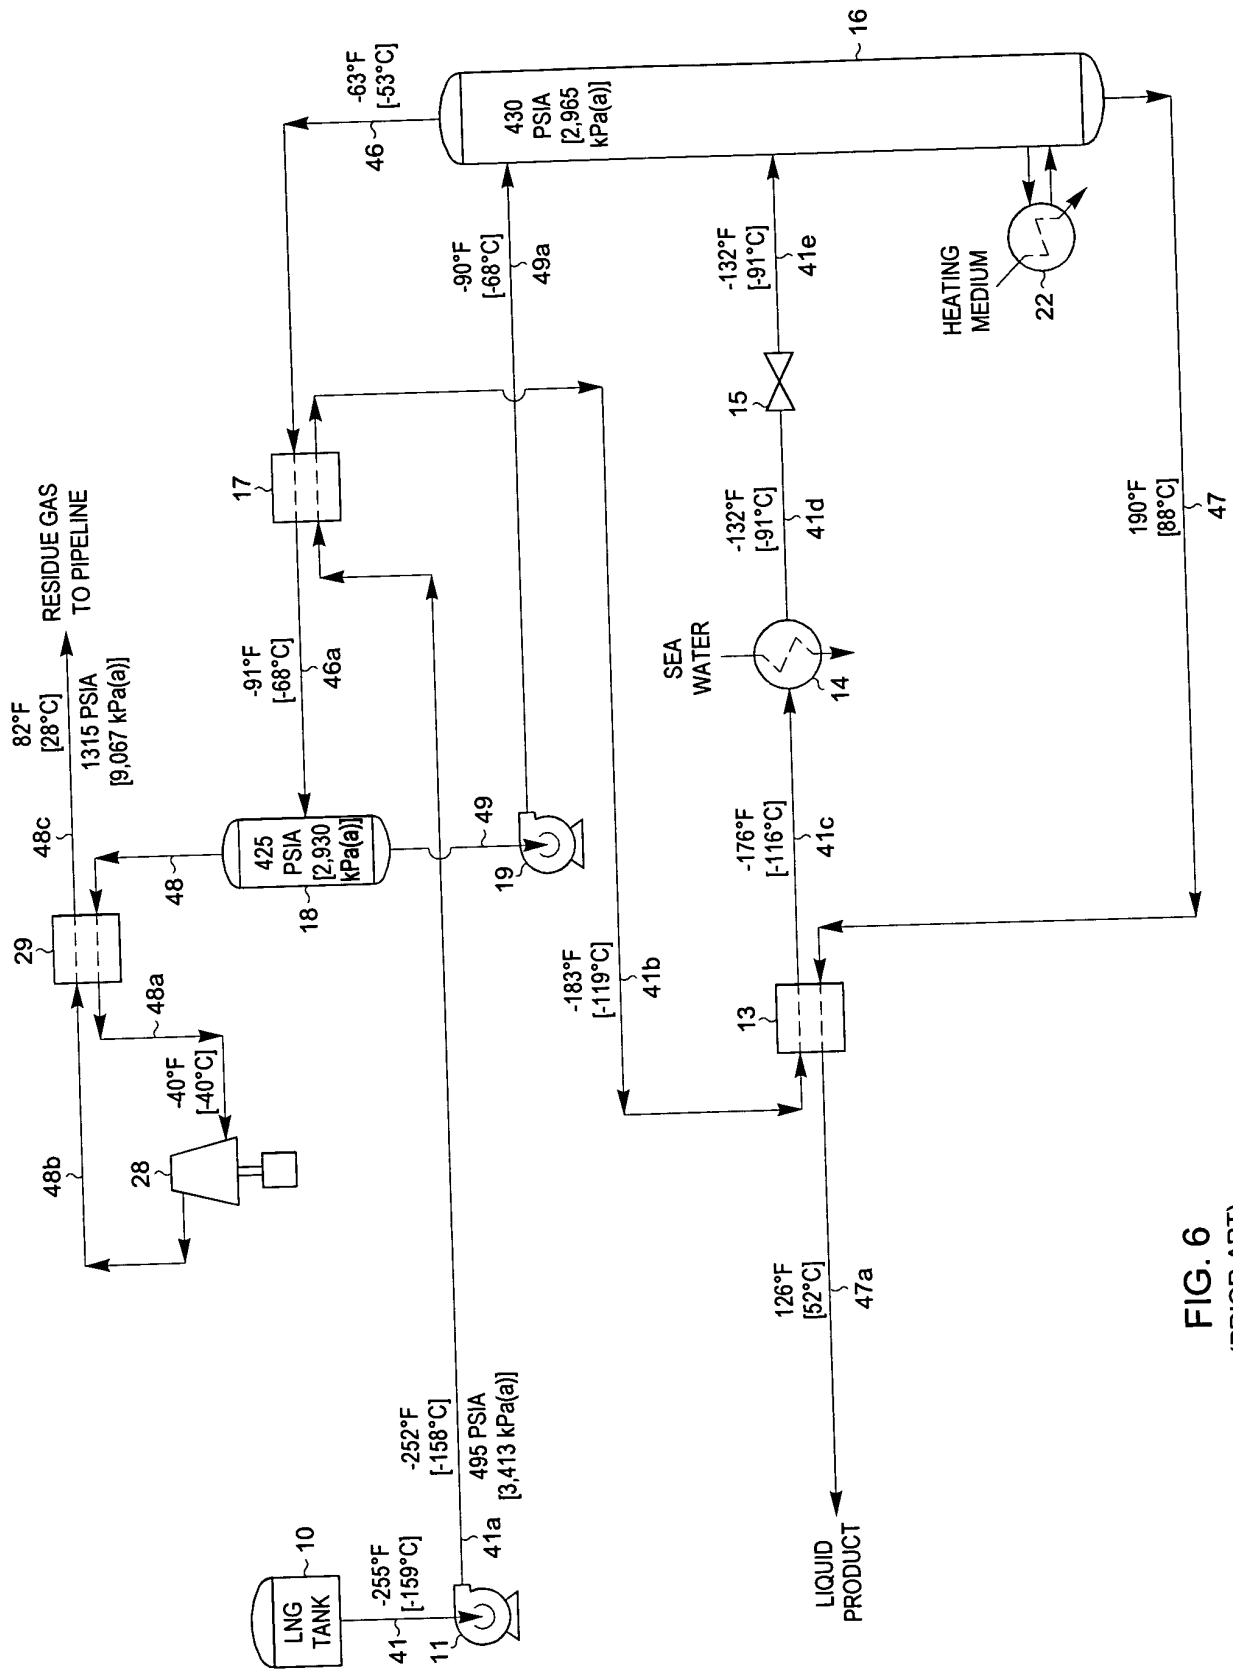 82°F
[28°C]
RESIDUE GAS
TO PIPELINE
48b
29
48c
1315 PSIA
[9,067 kPa(a)]
28
-40°F
[-40°C]
48a
48
LNG
TANK
10
425
PSIA
[2,930
kPa(a)]
18
-91°F
[-68°C]
46a
17
46
-63°F
[-53°C]
41
-255°F
[-159°C]
11
-252°F
[-158°C]
41a
495 PSIA
[3,413 kPa(a)]
19
49
-90°F
[-68°C]
49a
430
PSIA
[2,965
kPa(a)]
16
-183°F
[-119°C]
41b
SEA
WATER
14
13
-176°F
[-116°C]
41c
-132°F
[-91°C]
41d
15
-132°F
[-91°C]
41e
126°F
[52°C]
47a
LIQUID
PRODUCT
HEATING
MEDIUM
22
190°F
[88°C]
47
FIG. 6
(PRIOR ART)